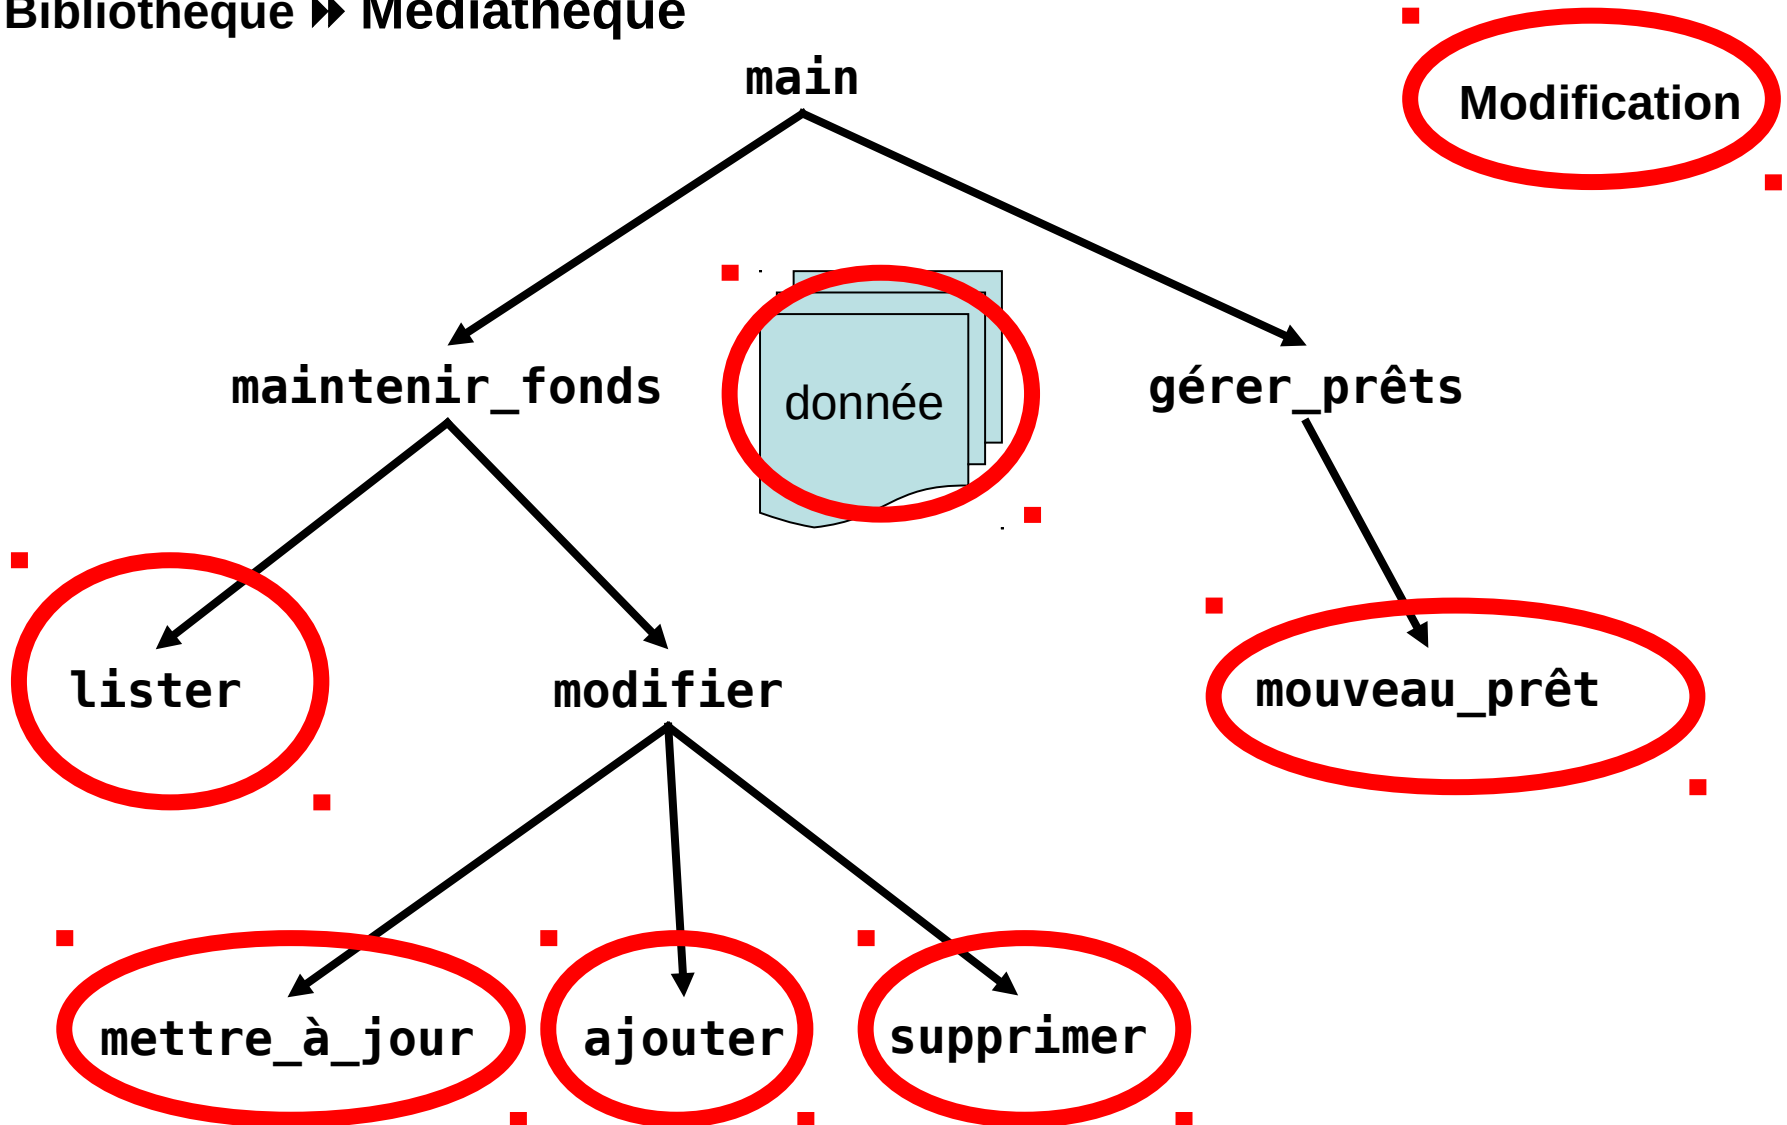 Bibliothèque ⏩ Médiathèque
main
Modification
maintenir_fonds
donnée
gérer_prêts
lister
modifier
mouveau_prêt
mettre_à_jour
ajouter
supprimer